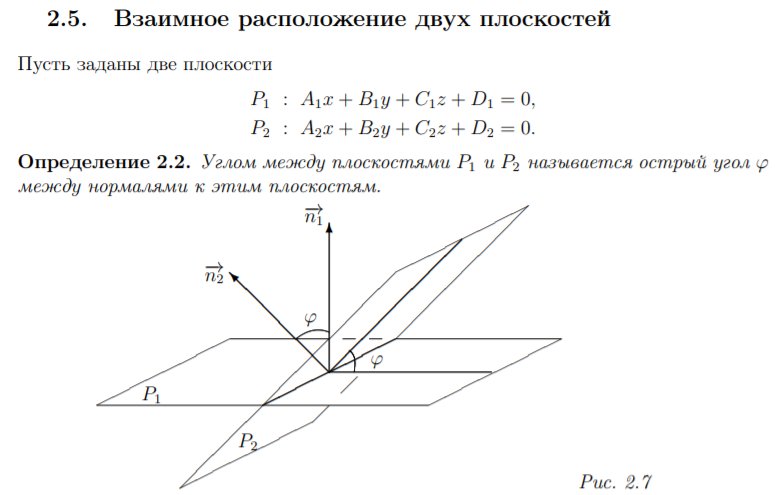 2.5. Взаимное расположение двух плоскостей
Пусть заданы две плоскости
P₁ : A₁x + B₁y + C₁z + D₁ = 0,
P₂ : A₂x + B₂y + C₂z + D₂ = 0.
Определение 2.2. Углом между плоскостями P₁ и P₂ называется острый угол φ
между нормалями к этим плоскостям.
n₁→
n₂→
φ
φ
P₁
P₂
Рис. 2.7